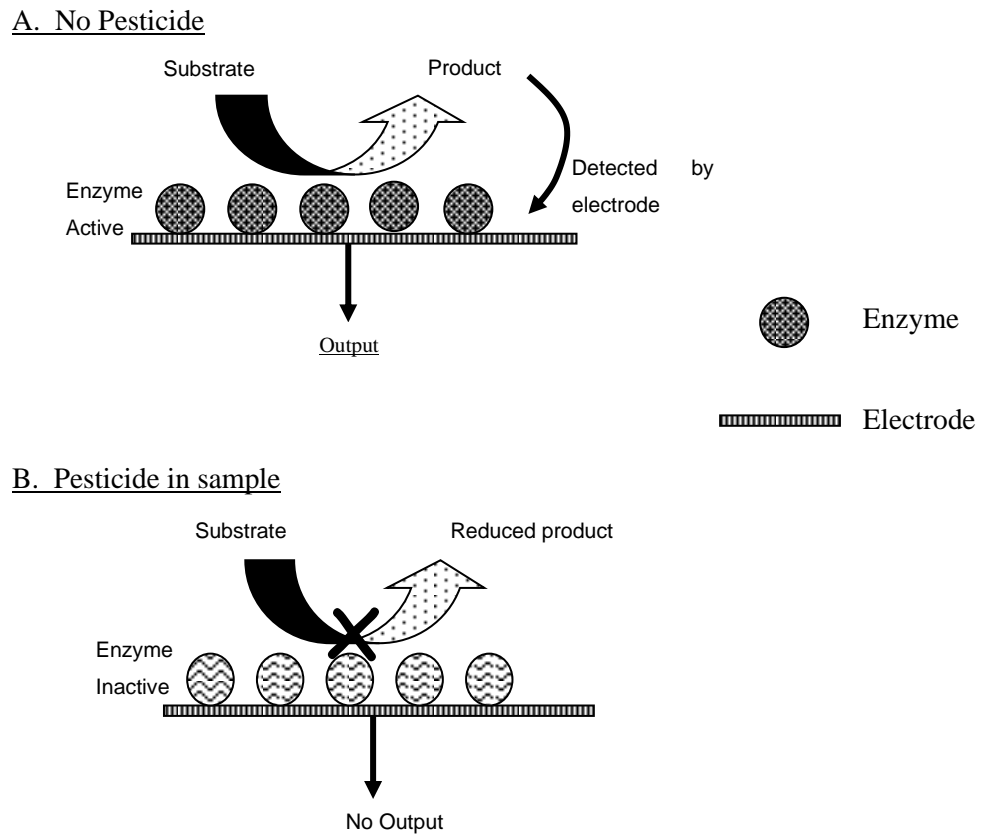 A. No Pesticide
Substrate
Product
Detected by
electrode
Enzyme
Active
Output
Enzyme
Electrode
B. Pesticide in sample
Substrate
Reduced product
Enzyme
Inactive
No Output